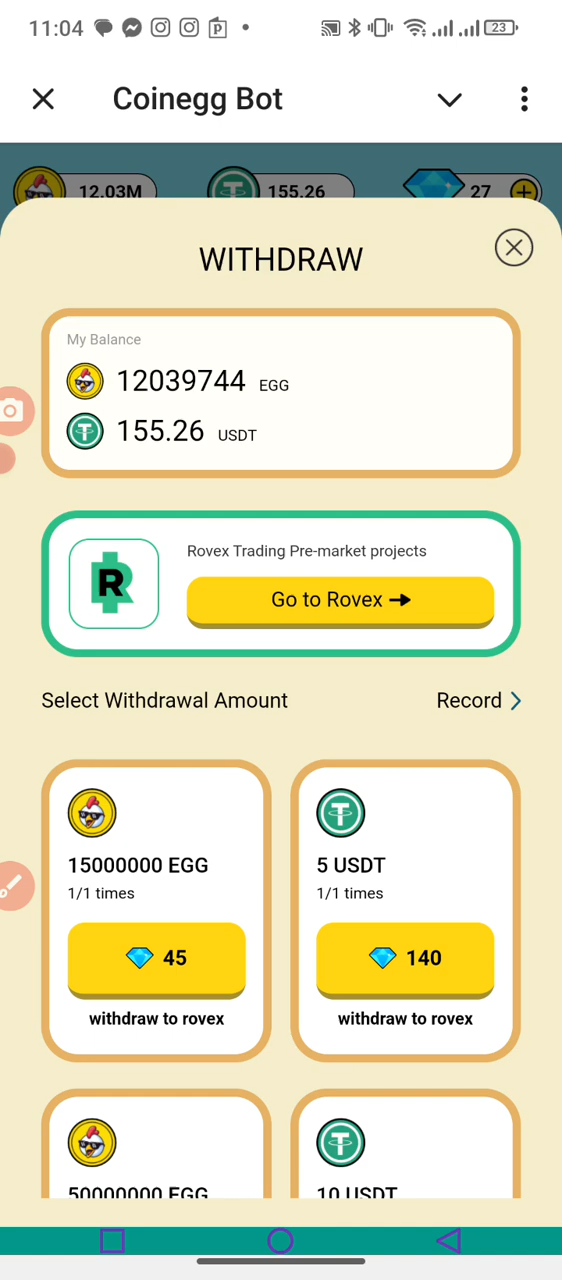 11:04
23
Coinegg Bot
12.03M
155.26
27
WITHDRAW
My Balance
12039744 EGG
155.26 USDT
R
Rovex Trading Pre-market projects
Go to Rovex →
Select Withdrawal Amount
Record >
15000000 EGG
1/1 times
45
withdraw to rovex
5 USDT
1/1 times
140
withdraw to rovex
50000000 EGG
10 USDT